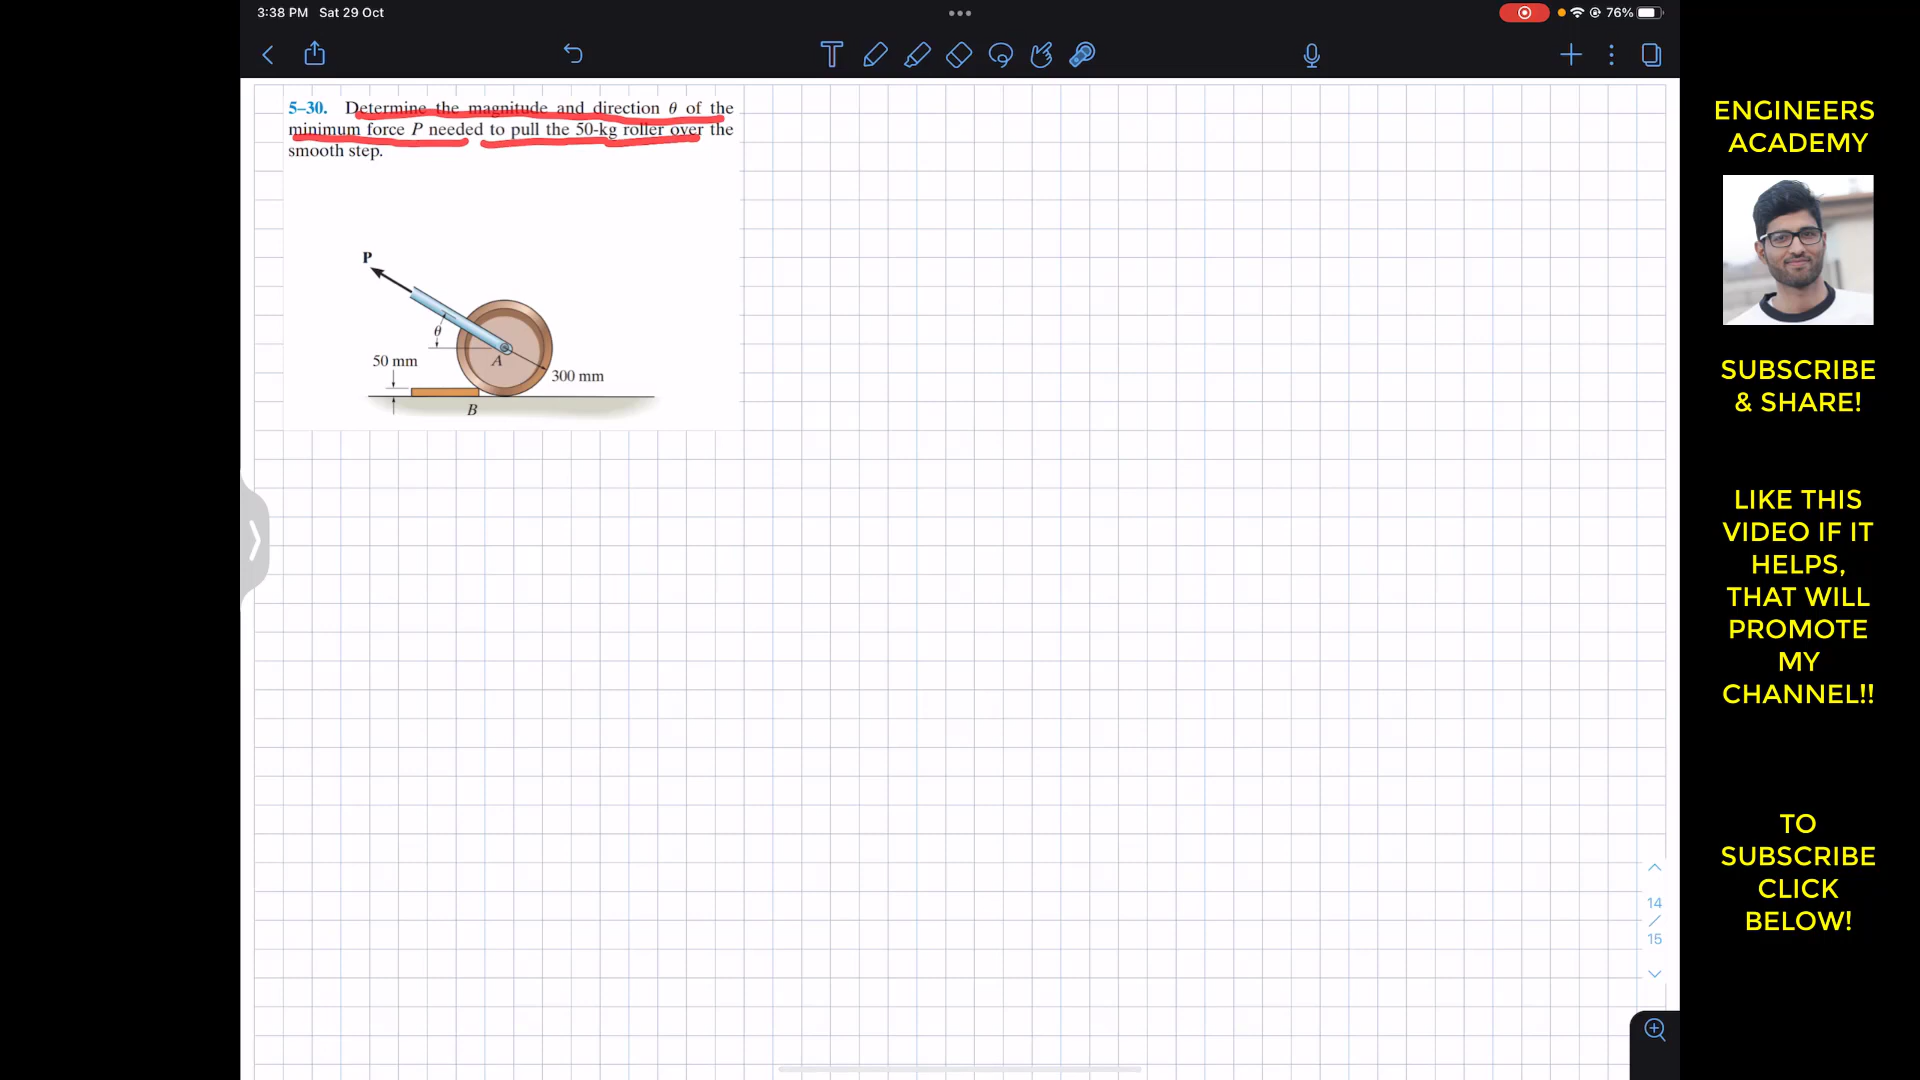 3:38 PM Sat 29 Oct
76%
5–30. Determine the magnitude and direction θ of the
minimum force P needed to pull the 50-kg roller over the
smooth step.
P
θ
A
50 mm
300 mm
B
14
15
ENGINEERS
ACADEMY
SUBSCRIBE
& SHARE!
LIKE THIS
VIDEO IF IT
HELPS,
THAT WILL
PROMOTE
MY
CHANNEL!!
TO
SUBSCRIBE
CLICK
BELOW!